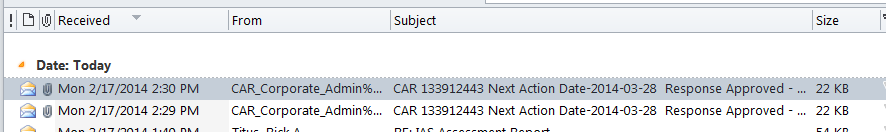 ! Received From Subject Size
Date: Today
Mon 2/17/2014 2:30 PM CAR_Corporate_Admin%... CAR 133912443 Next Action Date-2014-03-28 Response Approved - ... 22 KB
Mon 2/17/2014 2:29 PM CAR_Corporate_Admin%... CAR 133912443 Next Action Date-2014-03-28 Response Approved - ... 22 KB
Mon 2/17/2014 1:40 PM Titus, Rick A Assessment Report 54 KB